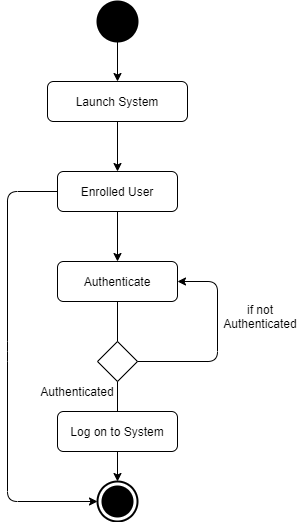 Launch System
Enrolled User
Authenticate
if not
Authenticated
Authenticated
Log on to System